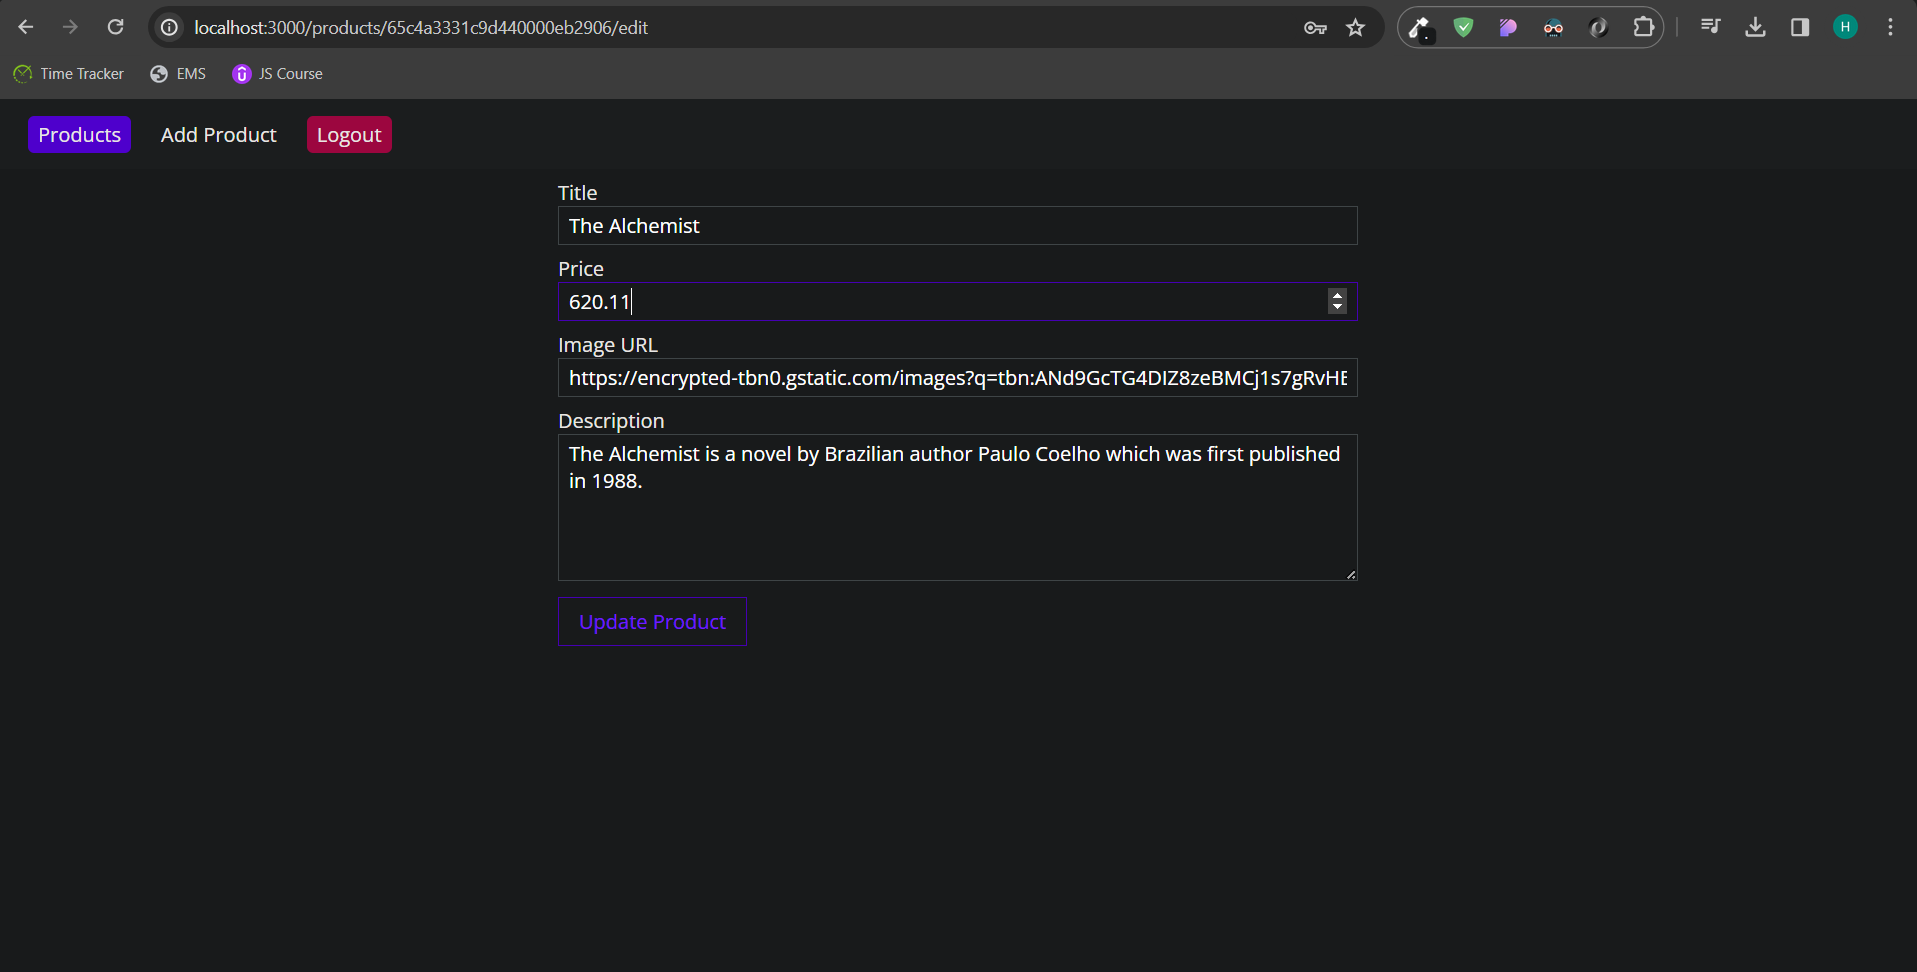 localhost:3000/products/65c4a3331c9d440000eb2906/edit
H
Time Tracker
EMS
JS Course
Products
Add Product
Logout
Title
The Alchemist
Price
620.11
Image URL
https://encrypted-tbn0.gstatic.com/images?q=tbn:ANd9GcTG4DIZ8zeBMCj1s7gRvHE
Description
The Alchemist is a novel by Brazilian author Paulo Coelho which was first published
in 1988.
Update Product